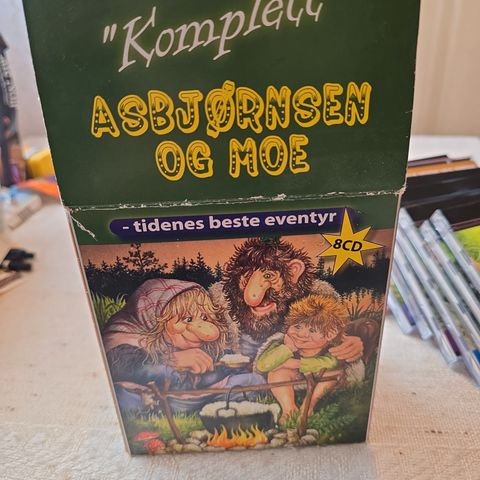 "Komplett
ASBJØRNSEN
OG MOE
- tidenes beste eventyr
8CD